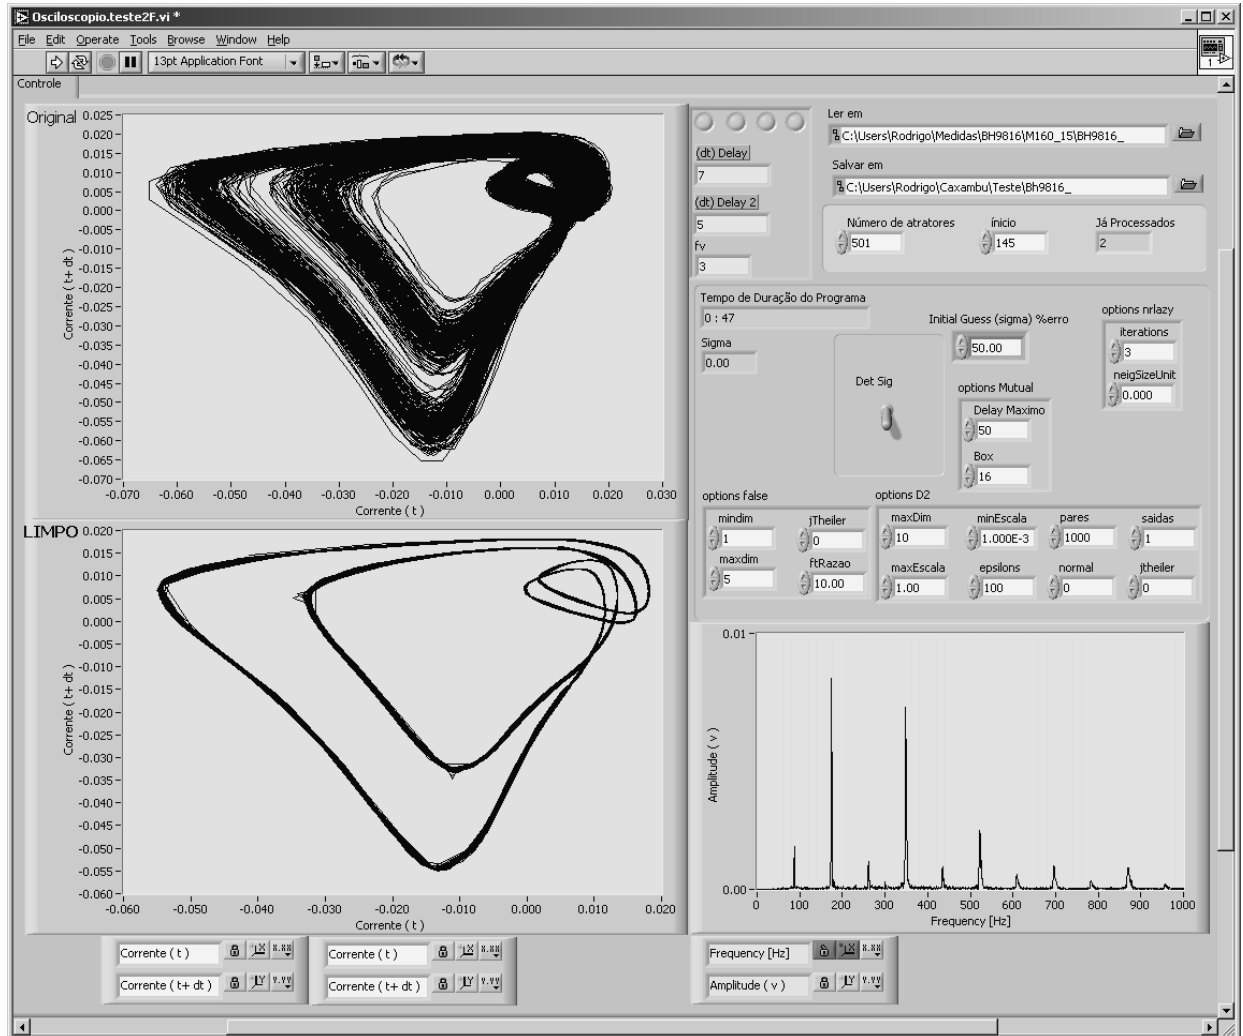 Osciloscopio.teste2F.vi *
File Edit Operate Tools Browse Window Help
13pt Application Font
1
Controle
Original
0.025
0.020
0.015
0.010
0.005
0.000
-0.005
-0.010
-0.015
-0.020
-0.025
-0.030
-0.035
-0.040
-0.045
-0.050
-0.055
-0.060
-0.065
-0.070
Corrente ( t+ dt )
-0.070 -0.060 -0.050 -0.040 -0.030 -0.020 -0.010 0.000 0.010 0.020 0.030
Corrente ( t )
LIMPO
0.020
0.015
0.010
0.005
0.000
-0.005
-0.010
-0.015
-0.020
-0.025
-0.030
-0.035
-0.040
-0.045
-0.050
-0.055
-0.060
Corrente ( t+ dt )
-0.060 -0.050 -0.040 -0.030 -0.020 -0.010 0.000 0.010 0.020
Corrente ( t )
(dt) Delay
7
(dt) Delay 2
5
fv
3
Ler em
C:\Users\Rodrigo\Medidas\BH9816\M160_15\BH9816_
Salvar em
C:\Users\Rodrigo\Caxambu\Teste\Bh9816_
Número de atratores ínicio Já Processados
501 145 2
Tempo de Duração do Programa
0 : 47
Sigma
0.00
Det Sig
Initial Guess (sigma) %erro
50.00
options nrlazy
iterations
3
neigSizeUnit
0.000
options Mutual
Delay Maximo
50
Box
16
options false
mindim jTheiler
1 0
maxdim ftRazao
5 10.00
options D2
maxDim minEscala pares saidas
10 1.000E-3 1000 1
maxEscala epsilons normal jtheiler
1.00 100 0 0
0.01
Amplitude ( v )
0.00
0 100 200 300 400 500 600 700 800 900 1000
Frequency [Hz]
Corrente ( t ) X X.XX
Corrente ( t+ dt ) Y Y.YY
Corrente ( t ) X X.XX
Corrente ( t+ dt ) Y Y.YY
Frequency [Hz] X X.XX
Amplitude ( v ) Y Y.YY